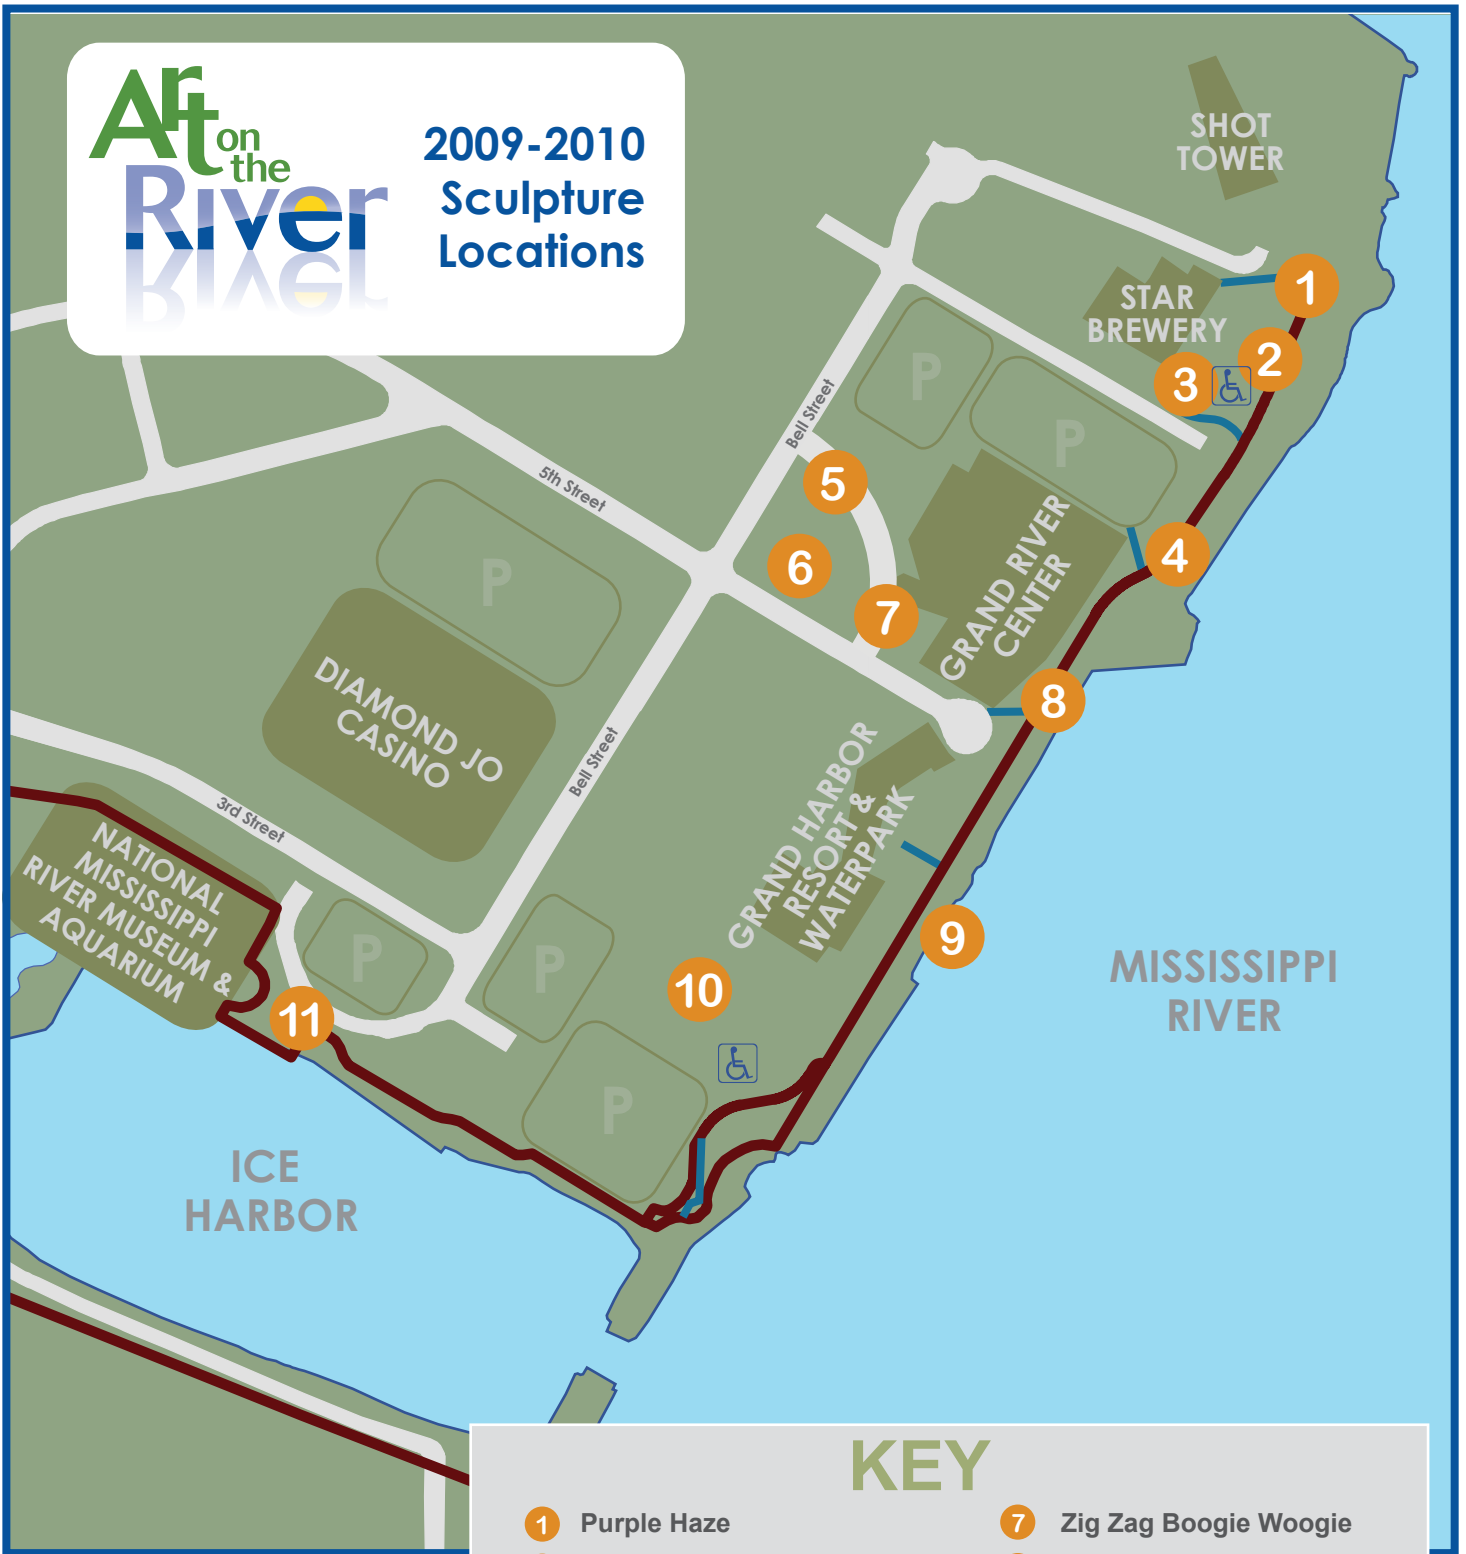 Art
on
the
River
2009-2010
Sculpture
Locations
SHOT
TOWER
1
STAR
BREWERY
2
3
P
P
Bell Street
5
5th Street
4
6
P
GRAND RIVER
CENTER
7
DIAMOND JO
CASINO
8
Bell Street
GRAND HARBOR
RESORT &
WATERPARK
3rd Street
NATIONAL
MISSISSIPPI
RIVER MUSEUM &
AQUARIUM
P
P
9
MISSISSIPPI
RIVER
10
11
P
ICE
HARBOR
KEY
1 Purple Haze
7 Zig Zag Boogie Woogie